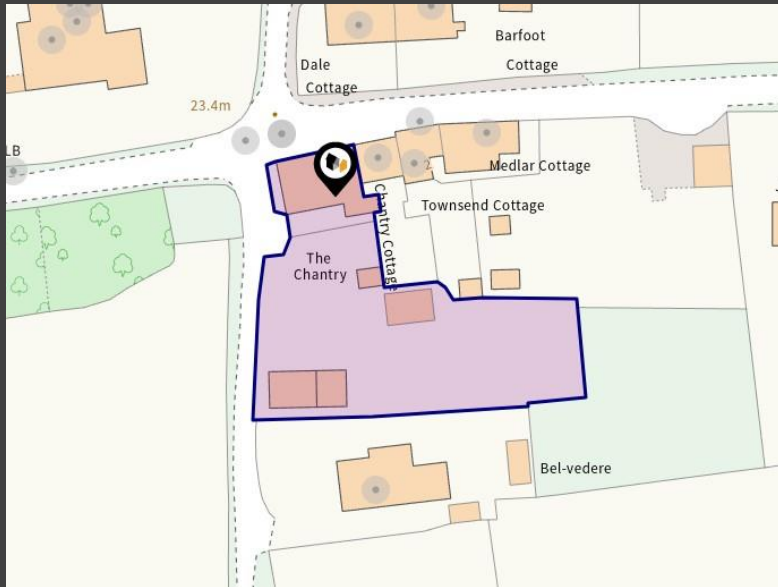 Barfoot
Dale
Cottage
Cottage
23.4m
LB
2
Medlar Cottage
Chantry Cottage
Townsend Cottage
The
Chantry
Bel-vedere